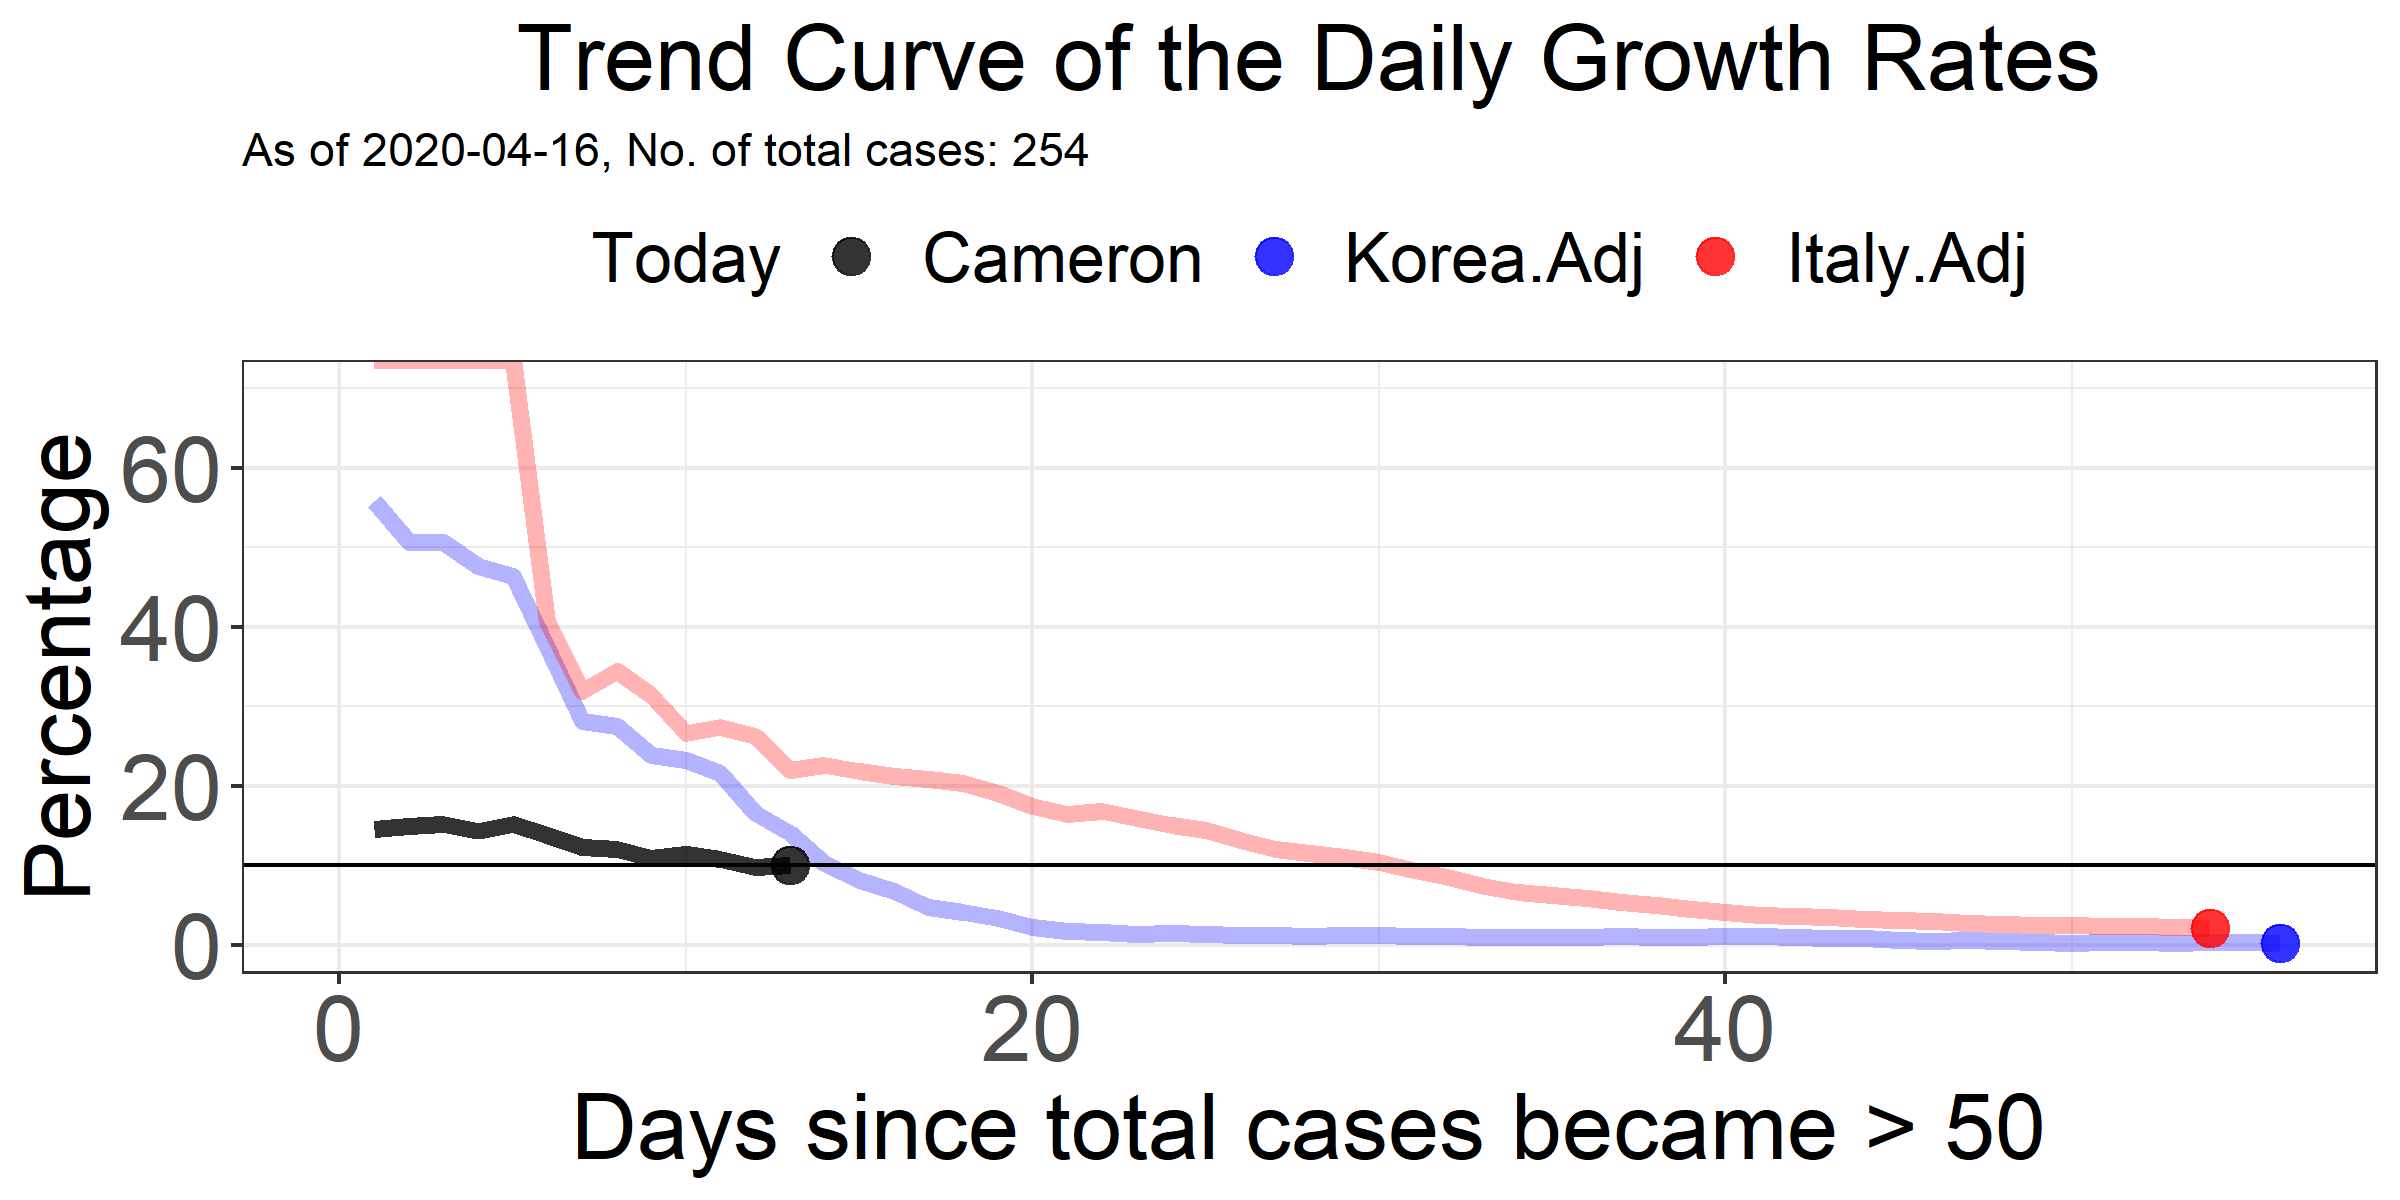 Trend Curve of the Daily Growth Rates
As of 2020-04-16, No. of total cases: 254
Today Cameron Korea.Adj Italy.Adj
Percentage
60
40
20
0
0 20 40
Days since total cases became > 50